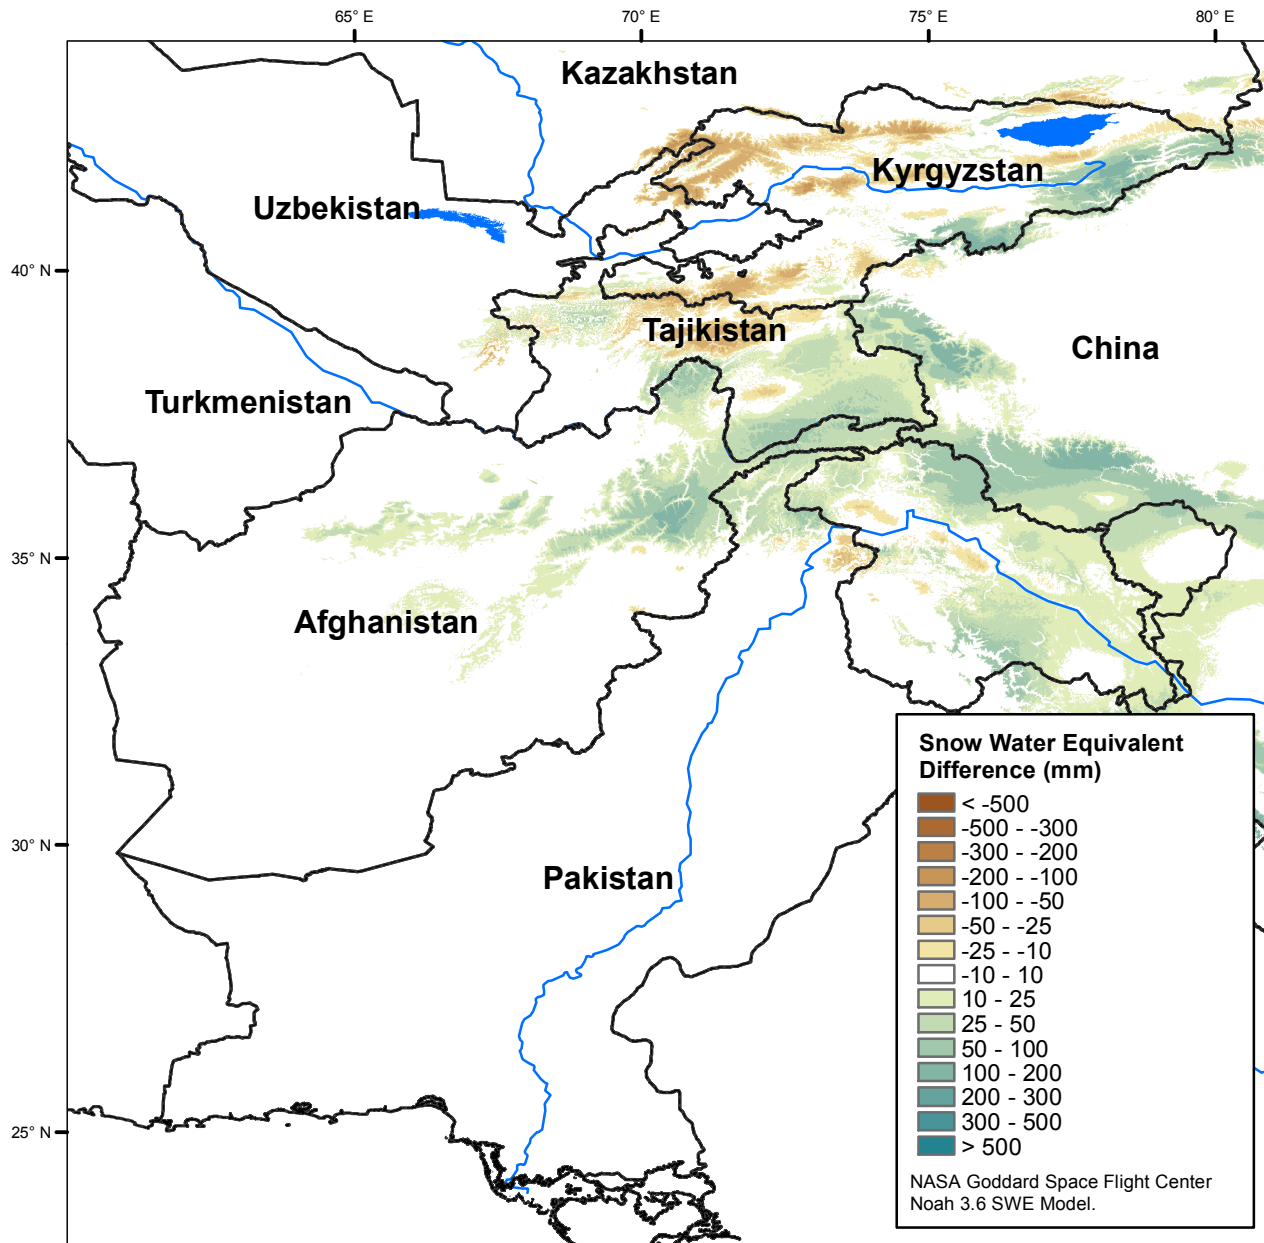 65° E
70° E
75° E
80° E
Kazakhstan
Kyrgyzstan
Uzbekistan
40° N
Tajikistan
China
Turkmenistan
35° N
Afghanistan
Snow Water Equivalent
Difference (mm)
< -500
-500 - -300
-300 - -200
-200 - -100
-100 - -50
-50 - -25
-25 - -10
-10 - 10
10 - 25
25 - 50
50 - 100
100 - 200
200 - 300
300 - 500
> 500
30° N
Pakistan
25° N
NASA Goddard Space Flight Center
Noah 3.6 SWE Model.